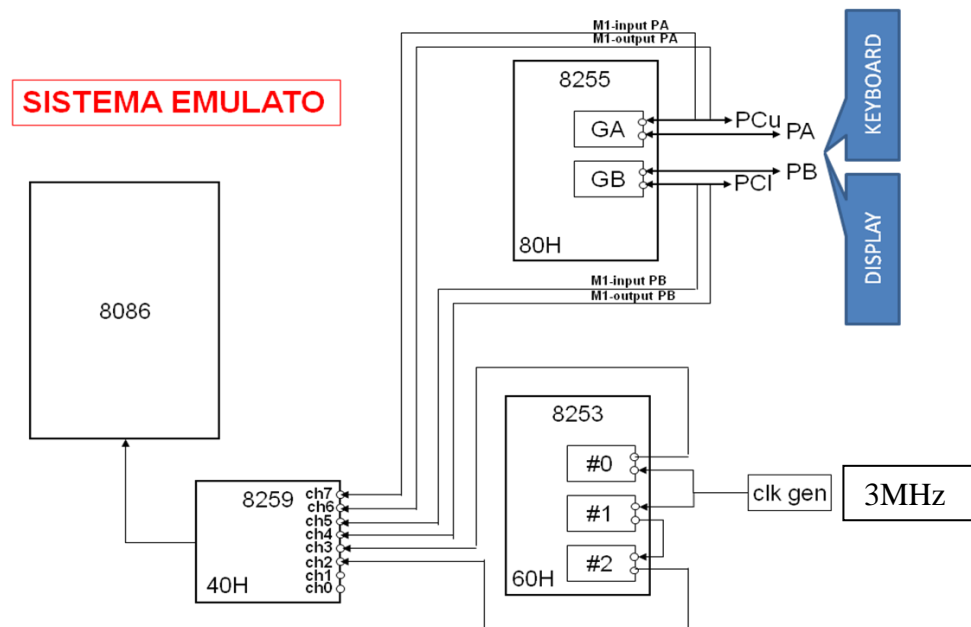 M1-input PA
M1-output PA
SISTEMA EMULATO
8255
GA
GB
80H
PCu
PA
PB
PCl
KEYBOARD
DISPLAY
M1-input PB
M1-output PB
8086
8253
#0
#1
#2
60H
clk gen
3MHz
8259
ch7
ch6
ch5
ch4
ch3
ch2
ch1
ch0
40H